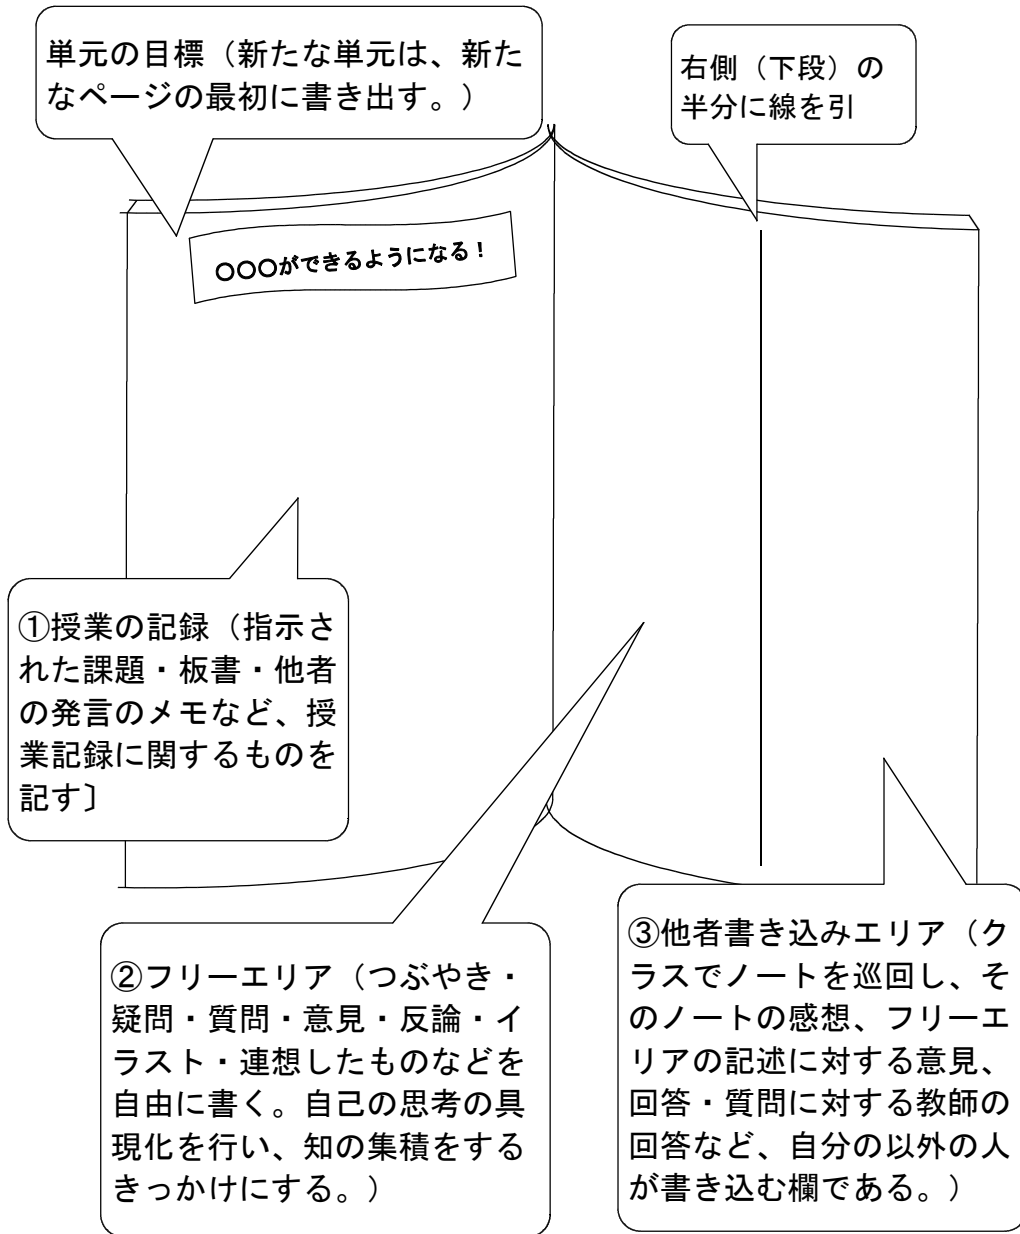 単元の目標（新たな単元は、新た
なページの最初に書き出す。）
右側（下段）の
半分に線を引
〇〇〇ができるようになる！
①授業の記録（指示さ
れた課題・板書・他者
の発言のメモなど、授
業記録に関するものを
記す〕
②フリーエリア（つぶやき・
疑問・質問・意見・反論・イ
ラスト・連想したものなどを
自由に書く。自己の思考の具
現化を行い、知の集積をする
きっかけにする。）
③他者書き込みエリア（ク
ラスでノートを巡回し、そ
のノートの感想、フリーエ
リアの記述に対する意見、
回答・質問に対する教師の
回答など、自分の以外の人
が書き込む欄である。）